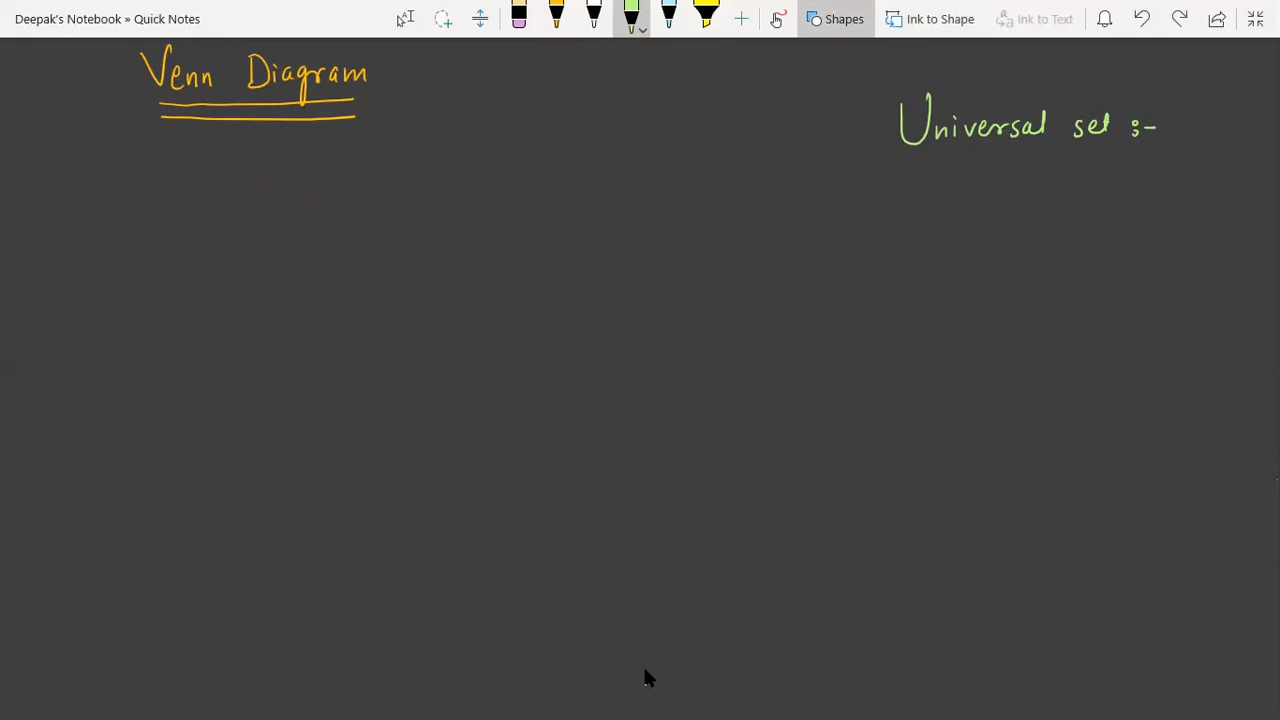 Deepak's Notebook » Quick Notes
Shapes
Ink to Shape
Ink to Text
Venn Diagram
Universal set :-